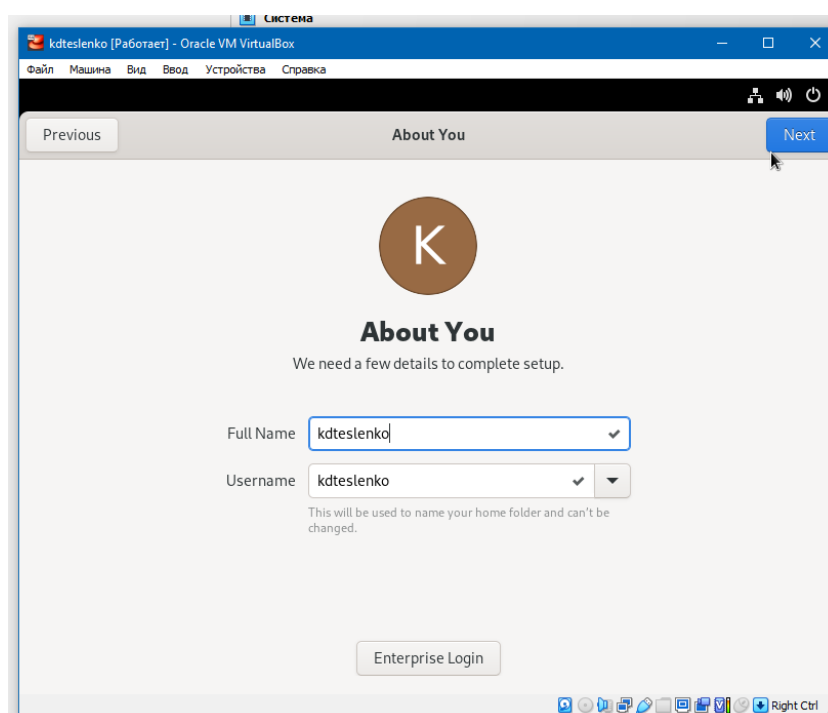 Система
kdteslenko [Работает] - Oracle VM VirtualBox
Файл Машина Вид Ввод Устройства Справка
Previous About You Next
K
About You
We need a few details to complete setup.
Full Name kdteslenko
Username kdteslenko
This will be used to name your home folder and can't be
changed.
Enterprise Login
Right Ctrl